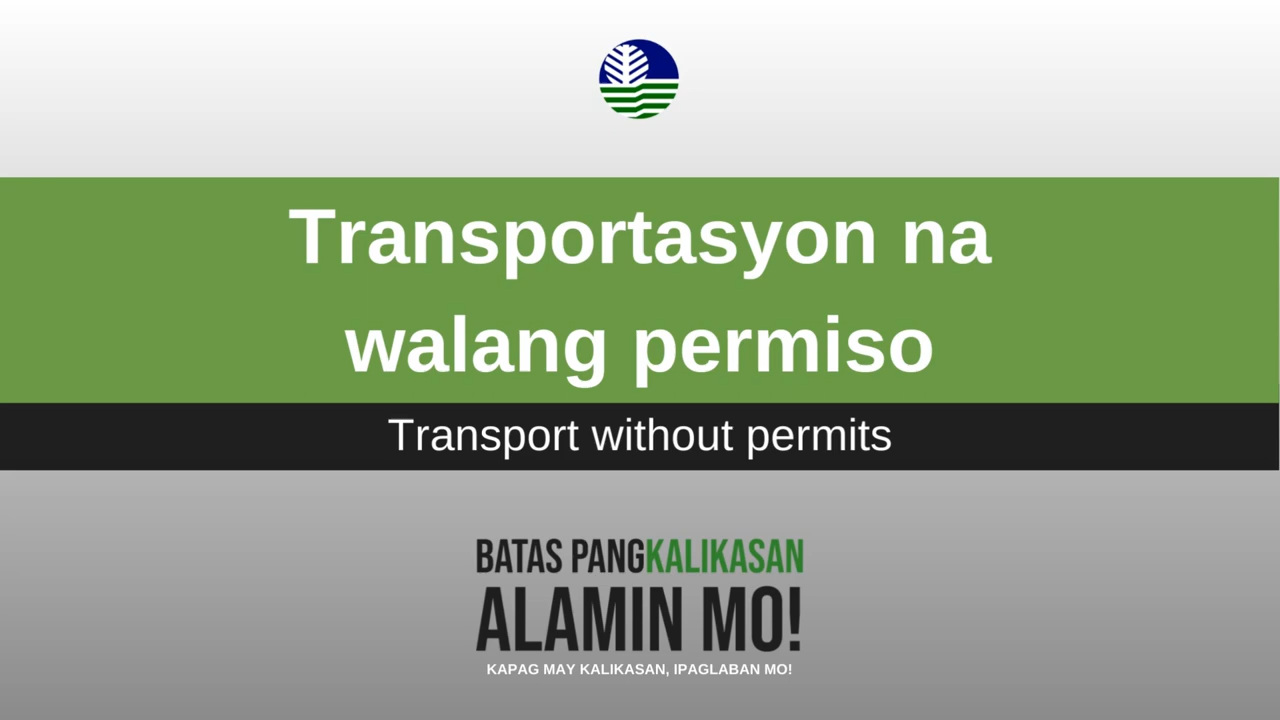 Transportasyon na
walang permiso
Transport without permits
BATAS PANGKALIKASAN
ALAMIN MO!
KAPAG MAY KALIKASAN, IPAGLABAN MO!